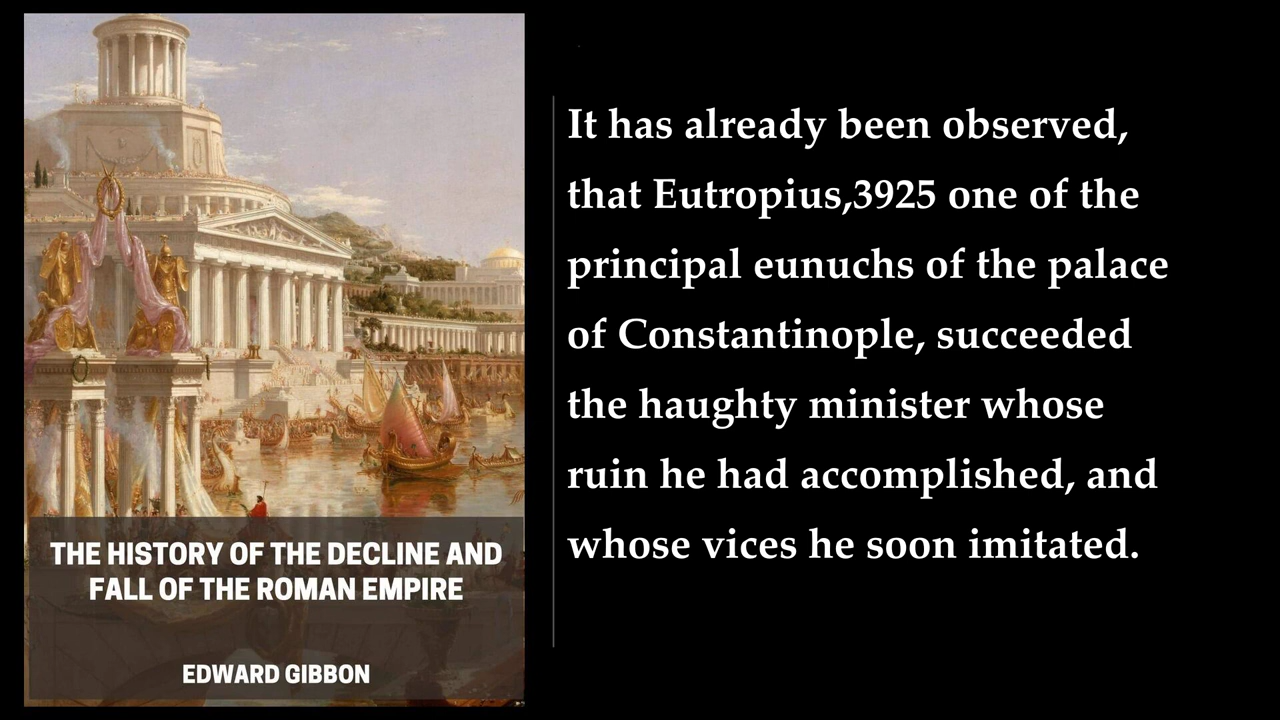 THE HISTORY OF THE DECLINE AND
FALL OF THE ROMAN EMPIRE
EDWARD GIBBON
It has already been observed,
that Eutropius,3925 one of the
principal eunuchs of the palace
of Constantinople, succeeded
the haughty minister whose
ruin he had accomplished, and
whose vices he soon imitated.